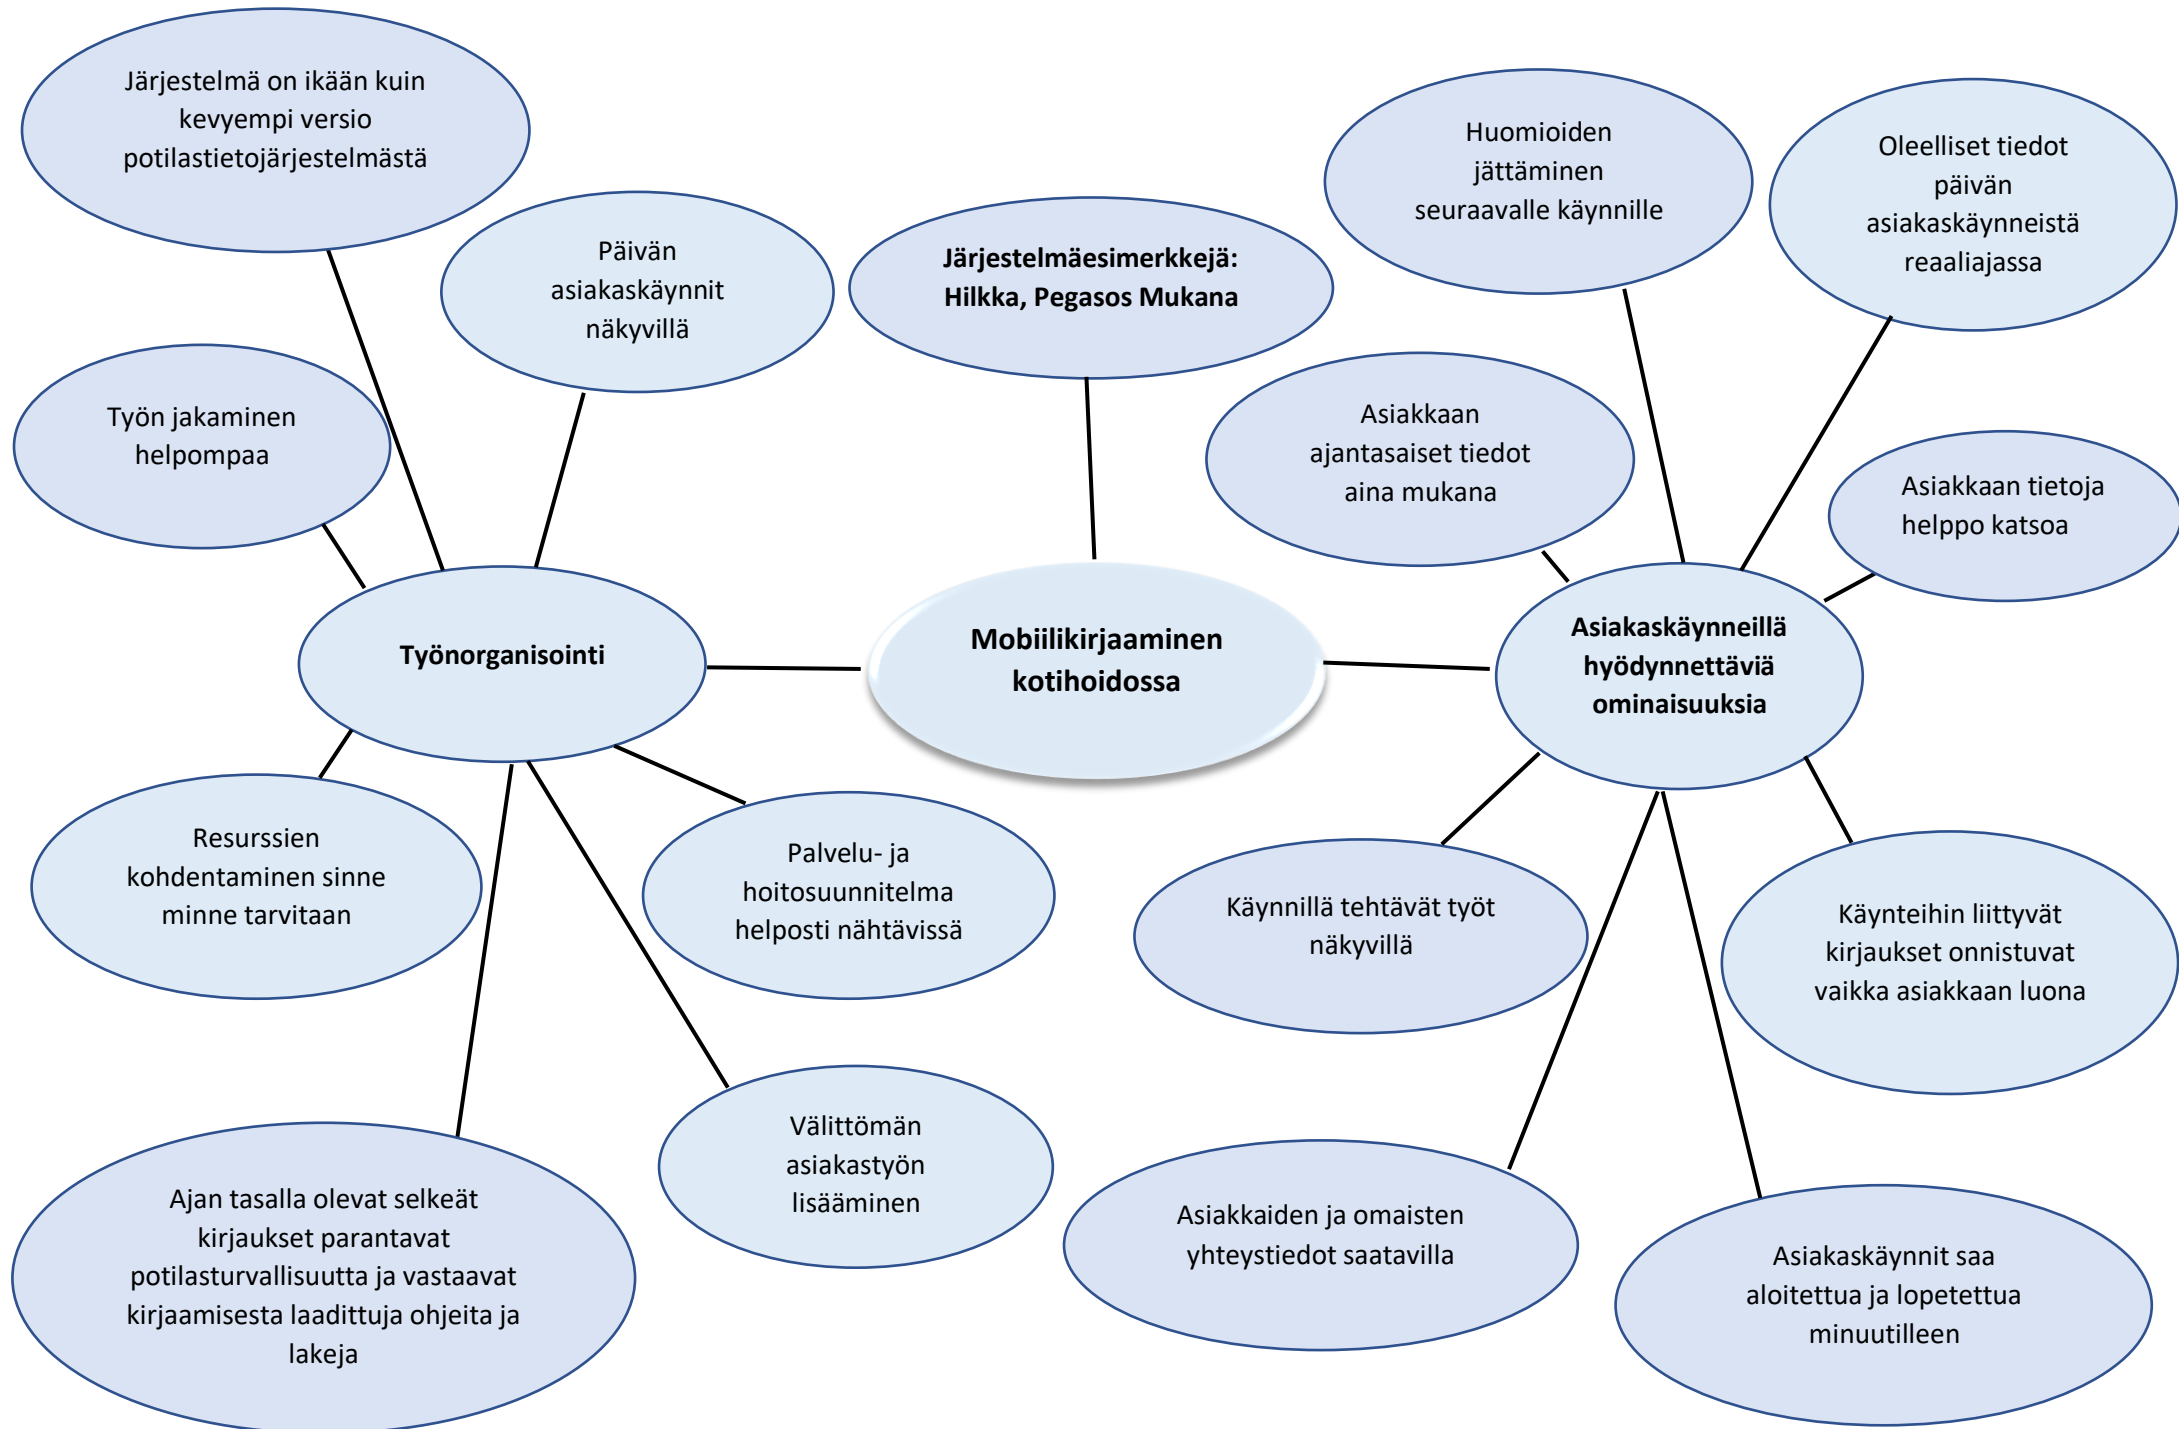 Järjestelmä on ikään kuin
kevyempi versio
potilastietojärjestelmästä
Päivän
asiakaskäynnit
näkyvillä
Työn jakaminen
helpompaa
Järjestelmäesimerkkejä:
Hilkka, Pegasos Mukana
Huomioiden
jättäminen
seuraavalle käynnille
Oleelliset tiedot
päivän
asiakaskäynneistä
reaaliajassa
Asiakkaan
ajantasaiset tiedot
aina mukana
Asiakkaan tietoja
helppo katsoa
Työnorganisointi
Mobiilikirjaaminen
kotihoidossa
Asiakaskäynneillä
hyödynnettäviä
ominaisuuksia
Resurssien
kohdentaminen sinne
minne tarvitaan
Palvelu- ja
hoitosuunnitelma
helposti nähtävissä
Käynnillä tehtävät työt
näkyvillä
Käynteihin liittyvät
kirjaukset onnistuvat
vaikka asiakkaan luona
Välittömän
asiakastyön
lisääminen
Ajan tasalla olevat selkeät
kirjaukset parantavat
potilasturvallisuutta ja vastaavat
kirjaamisesta laadittuja ohjeita ja
lakeja
Asiakkaiden ja omaisten
yhteystiedot saatavilla
Asiakaskäynnit saa
aloitettua ja lopetettua
minuutilleen